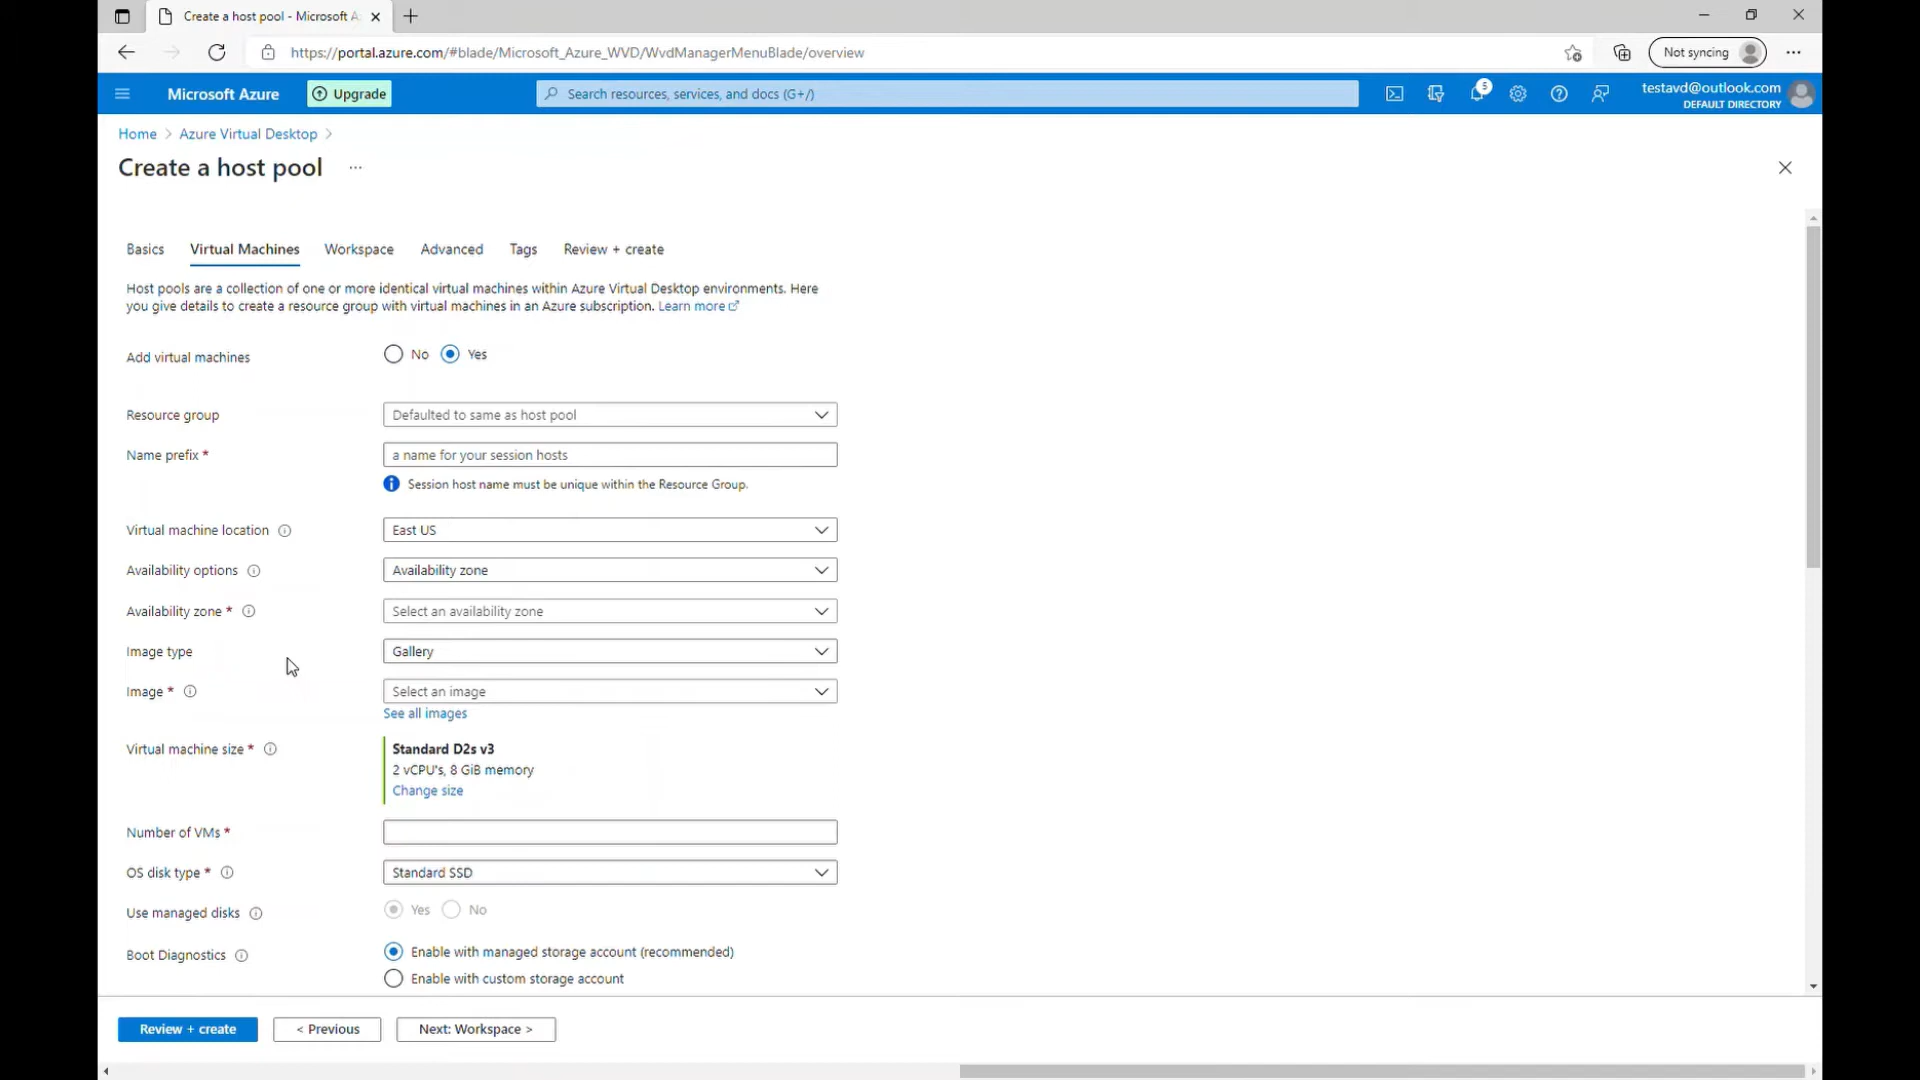 Create a host pool - Microsoft A
https://portal.azure.com/#blade/Microsoft_Azure_WVD/WvdManagerMenuBlade/overview
Not syncing
Microsoft Azure
Upgrade
Search resources, services, and docs (G+/)
5
testavd@outlook.com
DEFAULT DIRECTORY
Home > Azure Virtual Desktop >
Create a host pool ...
Basics Virtual Machines Workspace Advanced Tags Review + create
Host pools are a collection of one or more identical virtual machines within Azure Virtual Desktop environments. Here
you give details to create a resource group with virtual machines in an Azure subscription. Learn more
Add virtual machines No Yes
Resource group Defaulted to same as host pool
Name prefix * a name for your session hosts
Session host name must be unique within the Resource Group.
Virtual machine location East US
Availability options Availability zone
Availability zone * Select an availability zone
Image type Gallery
Image * Select an image
See all images
Virtual machine size * Standard D2s v3
2 vCPU's, 8 GiB memory
Change size
Number of VMs *
OS disk type * Standard SSD
Use managed disks Yes No
Boot Diagnostics Enable with managed storage account (recommended)
Enable with custom storage account
Review + create < Previous Next: Workspace >